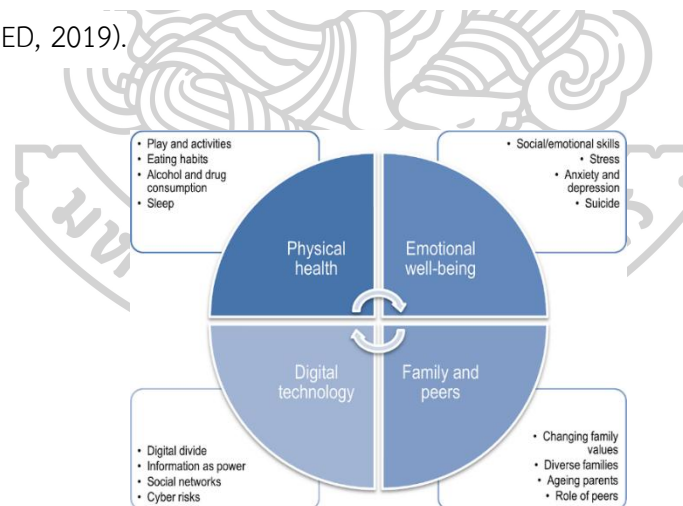 ED, 2019).
• Play and activities
• Eating habits
• Alcohol and drug
consumption
• Sleep
• Social/emotional skills
• Stress
• Anxiety and
depression
• Suicide
Physical
health
Emotional
well-being
Digital
technology
Family and
peers
• Digital divide
• Information as power
• Social networks
• Cyber risks
• Changing family
values
• Diverse families
• Ageing parents
• Role of peers